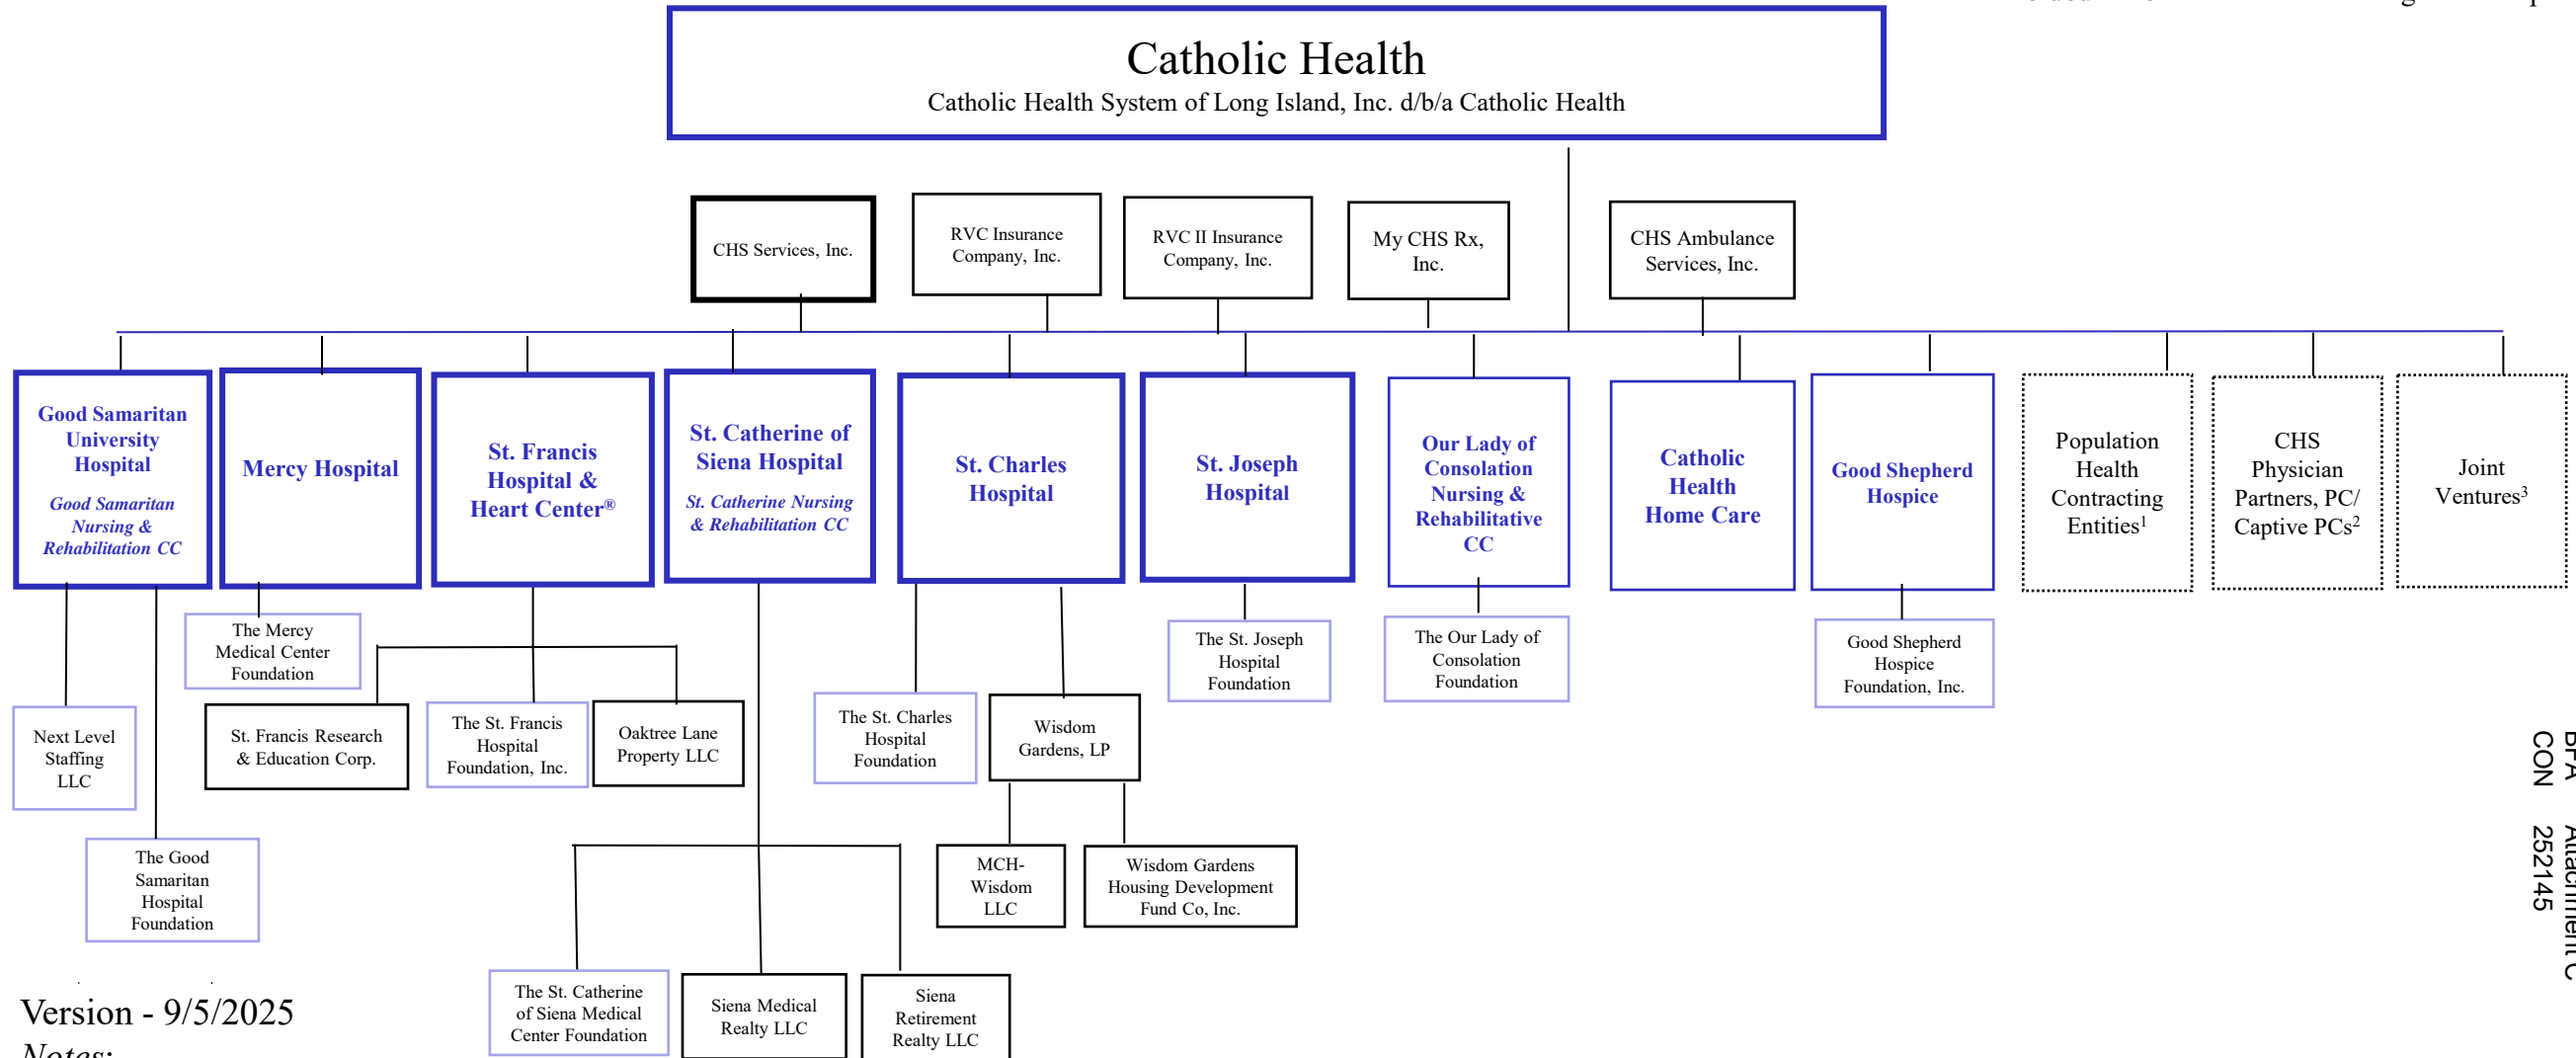 Catholic Health
Catholic Health System of Long Island, Inc. d/b/a Catholic Health
CHS Services, Inc.
RVC Insurance
Company, Inc.
RVC II Insurance
Company, Inc.
My CHS Rx,
Inc.
CHS Ambulance
Services, Inc.
Good Samaritan
University
Hospital
Good Samaritan
Nursing &
Rehabilitation CC
Mercy Hospital
St. Francis
Hospital &
Heart Center®
St. Catherine of
Siena Hospital
St. Catherine Nursing
& Rehabilitation CC
St. Charles
Hospital
St. Joseph
Hospital
Our Lady of
Consolation
Nursing &
Rehabilitative
CC
Catholic
Health
Home Care
Good Shepherd
Hospice
Population
Health
Contracting
Entities¹
CHS
Physician
Partners, PC/
Captive PCs²
Joint
Ventures³
The Mercy
Medical Center
Foundation
The St. Joseph
Hospital
Foundation
The Our Lady of
Consolation
Foundation
Good Shepherd
Hospice
Foundation, Inc.
Next Level
Staffing
LLC
St. Francis Research
& Education Corp.
The St. Francis
Hospital
Foundation, Inc.
Oaktree Lane
Property LLC
The St. Charles
Hospital
Foundation
Wisdom
Gardens, LP
The Good
Samaritan
Hospital
Foundation
MCH-
Wisdom
LLC
Wisdom Gardens
Housing Development
Fund Co, Inc.
The St. Catherine
of Siena Medical
Center Foundation
Siena Medical
Realty LLC
Siena
Retirement
Realty LLC
BFA Attachment C
CON 252145
Version - 9/5/2025
Notes: